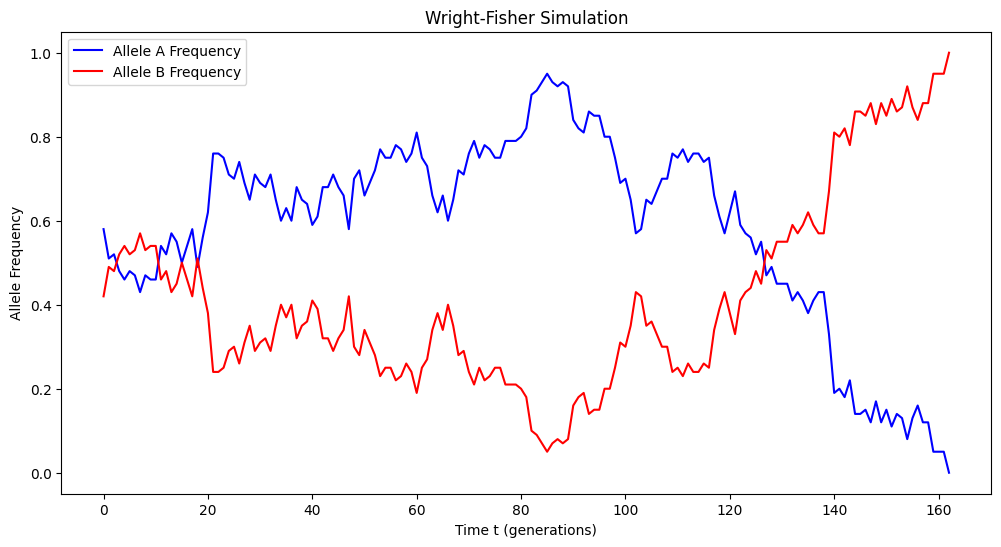 Wright-Fisher Simulation
Allele A Frequency
Allele B Frequency
Allele Frequency
1.0
0.8
0.6
0.4
0.2
0.0
0 20 40 60 80 100 120 140 160
Time t (generations)